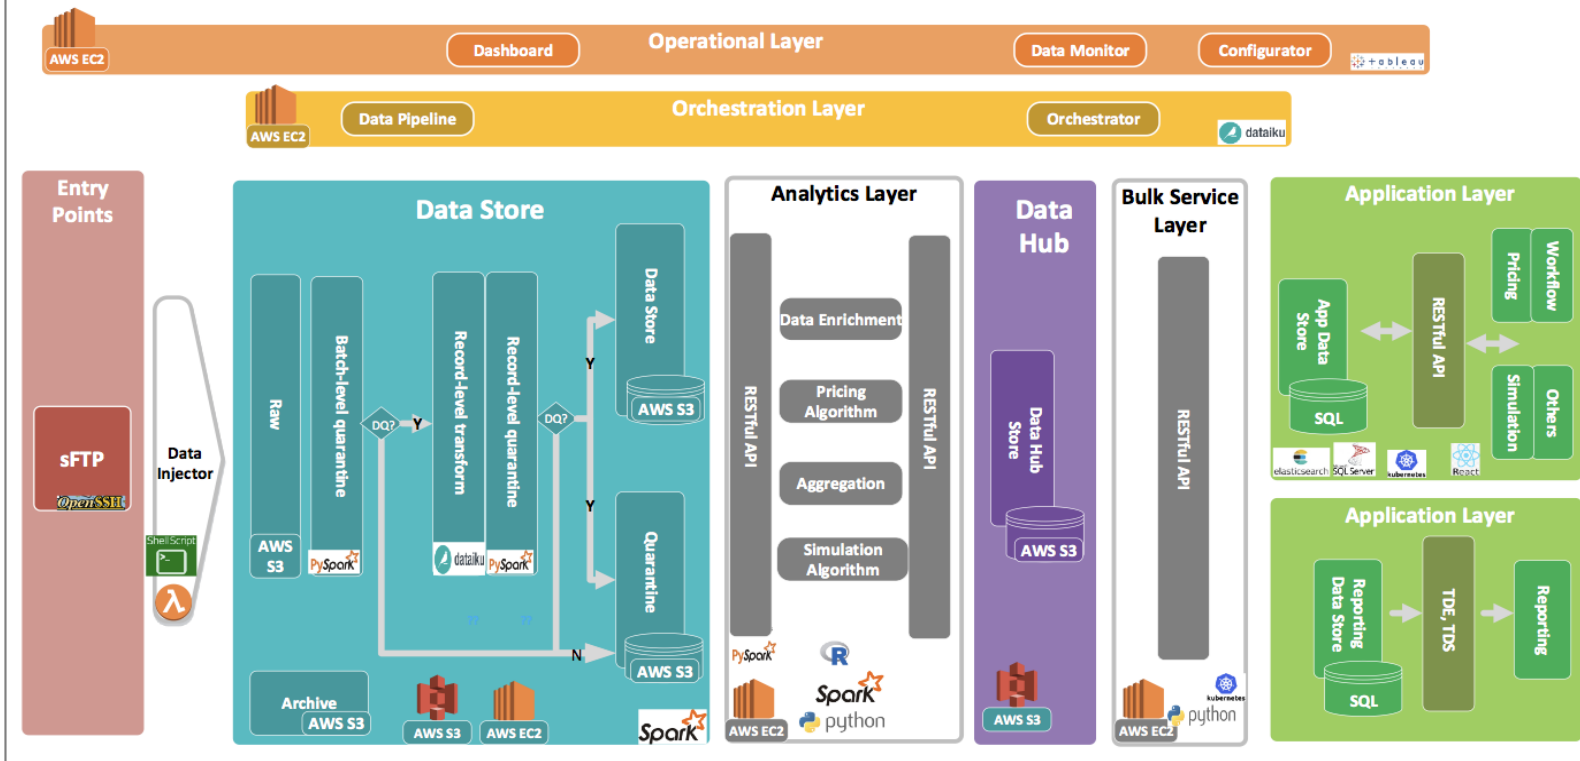 Operational Layer
AWS EC2
Dashboard
Data Monitor
Configurator
+ableau
Orchestration Layer
AWS EC2
Data Pipeline
Orchestrator
dataiku
Entry
Points
sFTP
OpenSSH
Data
Injector
ShellScript
>_
λ
Data Store
Raw
AWS
S3
Batch-level quarantine
PySpark
DQ?
Y
Record-level transform
dataiku
Record-level quarantine
PySpark
DQ?
Y
Y
N
Data Store
AWS S3
Quarantine
AWS S3
Archive
AWS S3
AWS S3
AWS EC2
Spark
Analytics Layer
RESTful API
Data Enrichment
Pricing
Algorithm
Aggregation
Simulation
Algorithm
RESTful API
PySpark
R
Spark
python
AWS EC2
Data
Hub
Data Hub
Store
AWS S3
AWS S3
Bulk Service
Layer
RESTful API
kubernetes
python
AWS EC2
Application Layer
App Data
Store
SQL
RESTful API
Pricing
Workflow
Simulation
Others
elasticsearch
SQL Server
kubernetes
React
Application Layer
Reporting
Data Store
SQL
TDE, TDS
Reporting